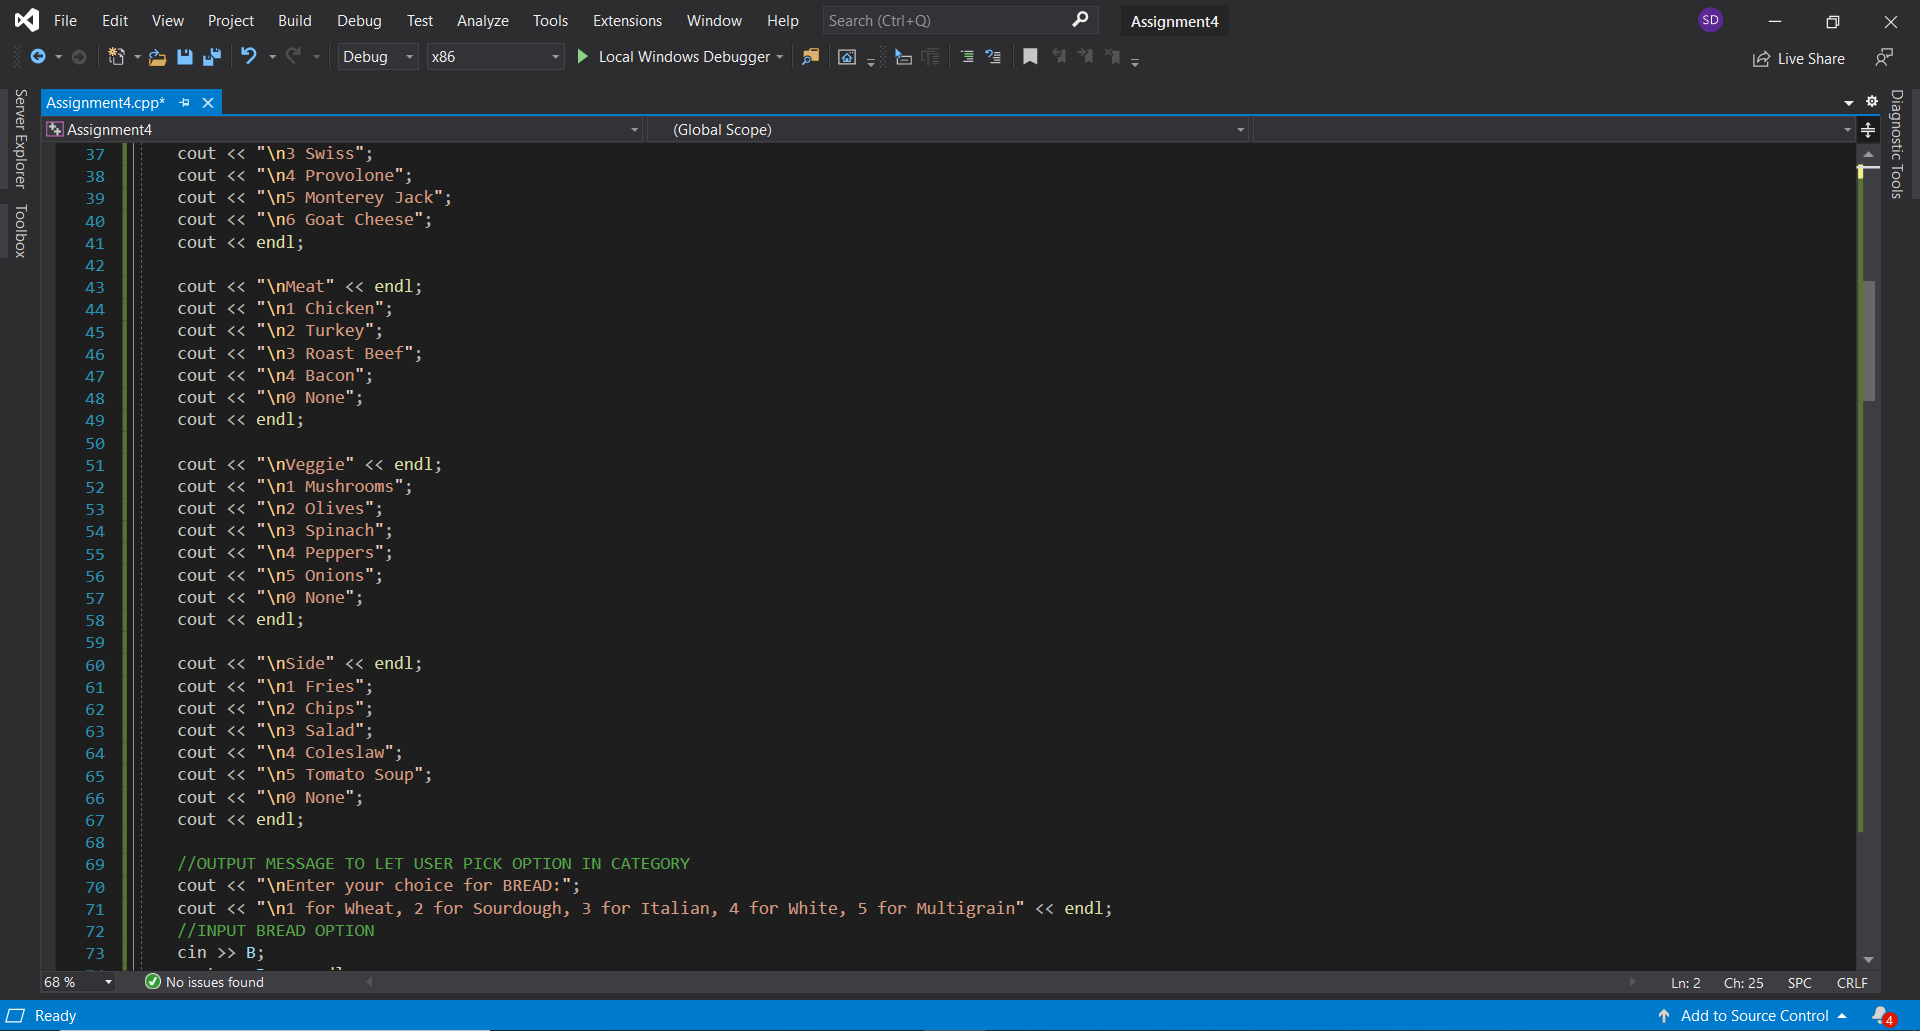 File Edit View Project Build Debug Test Analyze Tools Extensions Window Help Search (Ctrl+Q) Assignment4 SD
Debug x86 Local Windows Debugger Live Share
Server Explorer
Toolbox
Diagnostic Tools
Assignment4.cpp*
Assignment4 (Global Scope)
37 cout << "\n3 Swiss";
38 cout << "\n4 Provolone";
39 cout << "\n5 Monterey Jack";
40 cout << "\n6 Goat Cheese";
41 cout << endl;
42
43 cout << "\nMeat" << endl;
44 cout << "\n1 Chicken";
45 cout << "\n2 Turkey";
46 cout << "\n3 Roast Beef";
47 cout << "\n4 Bacon";
48 cout << "\n0 None";
49 cout << endl;
50
51 cout << "\nVeggie" << endl;
52 cout << "\n1 Mushrooms";
53 cout << "\n2 Olives";
54 cout << "\n3 Spinach";
55 cout << "\n4 Peppers";
56 cout << "\n5 Onions";
57 cout << "\n0 None";
58 cout << endl;
59
60 cout << "\nSide" << endl;
61 cout << "\n1 Fries";
62 cout << "\n2 Chips";
63 cout << "\n3 Salad";
64 cout << "\n4 Coleslaw";
65 cout << "\n5 Tomato Soup";
66 cout << "\n0 None";
67 cout << endl;
68
69 //OUTPUT MESSAGE TO LET USER PICK OPTION IN CATEGORY
70 cout << "\nEnter your choice for BREAD:";
71 cout << "\n1 for Wheat, 2 for Sourdough, 3 for Italian, 4 for White, 5 for Multigrain" << endl;
72 //INPUT BREAD OPTION
73 cin >> B;
68 % No issues found Ln: 2 Ch: 25 SPC CRLF
Ready Add to Source Control 4